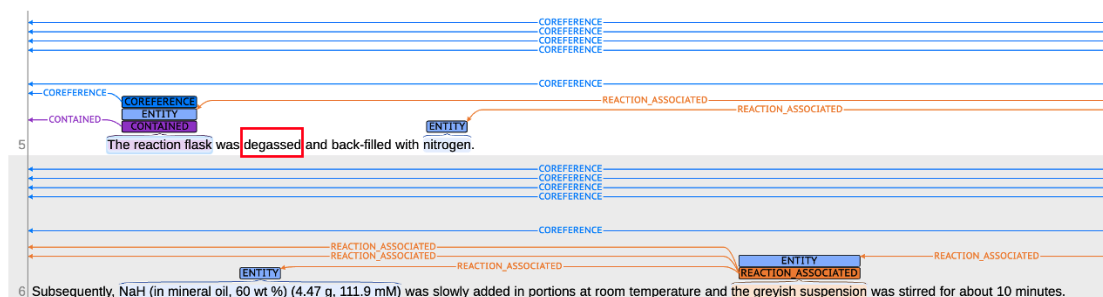 COREFERENCE
COREFERENCE
COREFERENCE
COREFERENCE
COREFERENCE
COREFERENCE COREFERENCE REACTION_ASSOCIATED
ENTITY REACTION_ASSOCIATED
CONTAINED CONTAINED ENTITY
5 The reaction flask was degassed and back-filled with nitrogen.
COREFERENCE
COREFERENCE
COREFERENCE
COREFERENCE
COREFERENCE
REACTION_ASSOCIATED
REACTION_ASSOCIATED ENTITY REACTION_ASSOCIATED
ENTITY REACTION_ASSOCIATED REACTION_ASSOCIATED
6 Subsequently, NaH (in mineral oil, 60 wt %) (4.47 g, 111.9 mM) was slowly added in portions at room temperature and the greyish suspension was stirred for about 10 minutes.